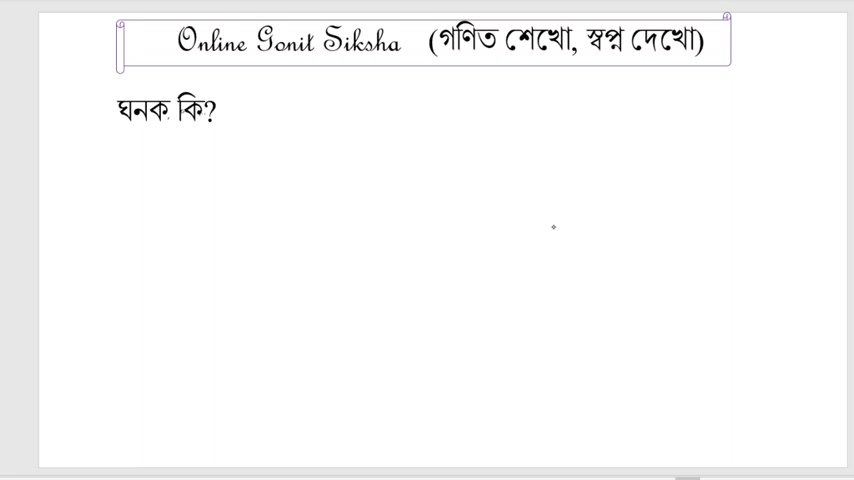 Online Gonit Siksha (গণিত শেখো, স্বপ্ন দেখো)
ঘনক কি?